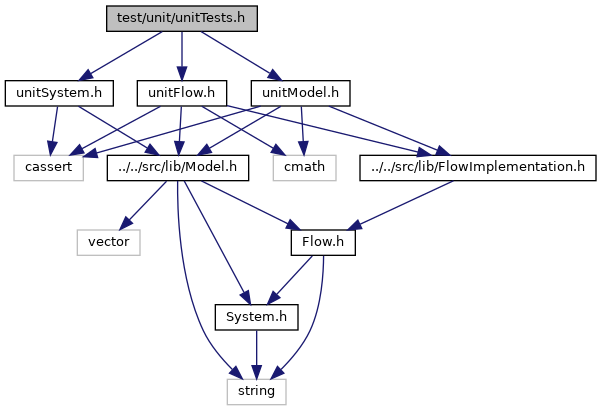 test/unit/unitTests.h
unitSystem.h
unitFlow.h
unitModel.h
cassert
../../src/lib/Model.h
cmath
../../src/lib/FlowImplementation.h
vector
Flow.h
System.h
string